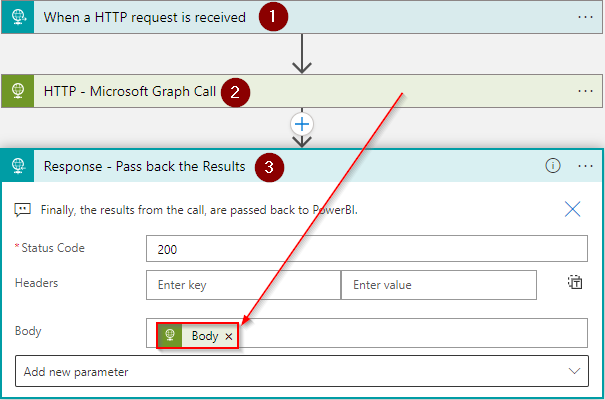 When a HTTP request is received 1
HTTP - Microsoft Graph Call 2
Response - Pass back the Results 3
Finally, the results from the call, are passed back to PowerBI.
*Status Code 200
Headers Enter key Enter value
Body Body ×
Add new parameter